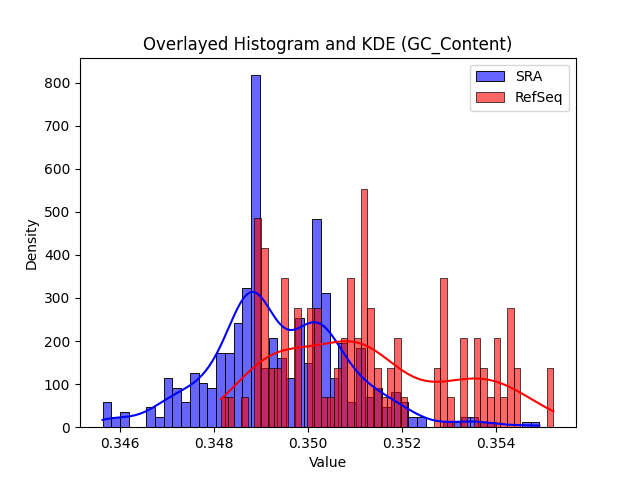 Overlayed Histogram and KDE (GC_Content)
SRA
RefSeq
800
700
600
500
400
300
200
100
0
Density
0.346 0.348 0.350 0.352 0.354
Value